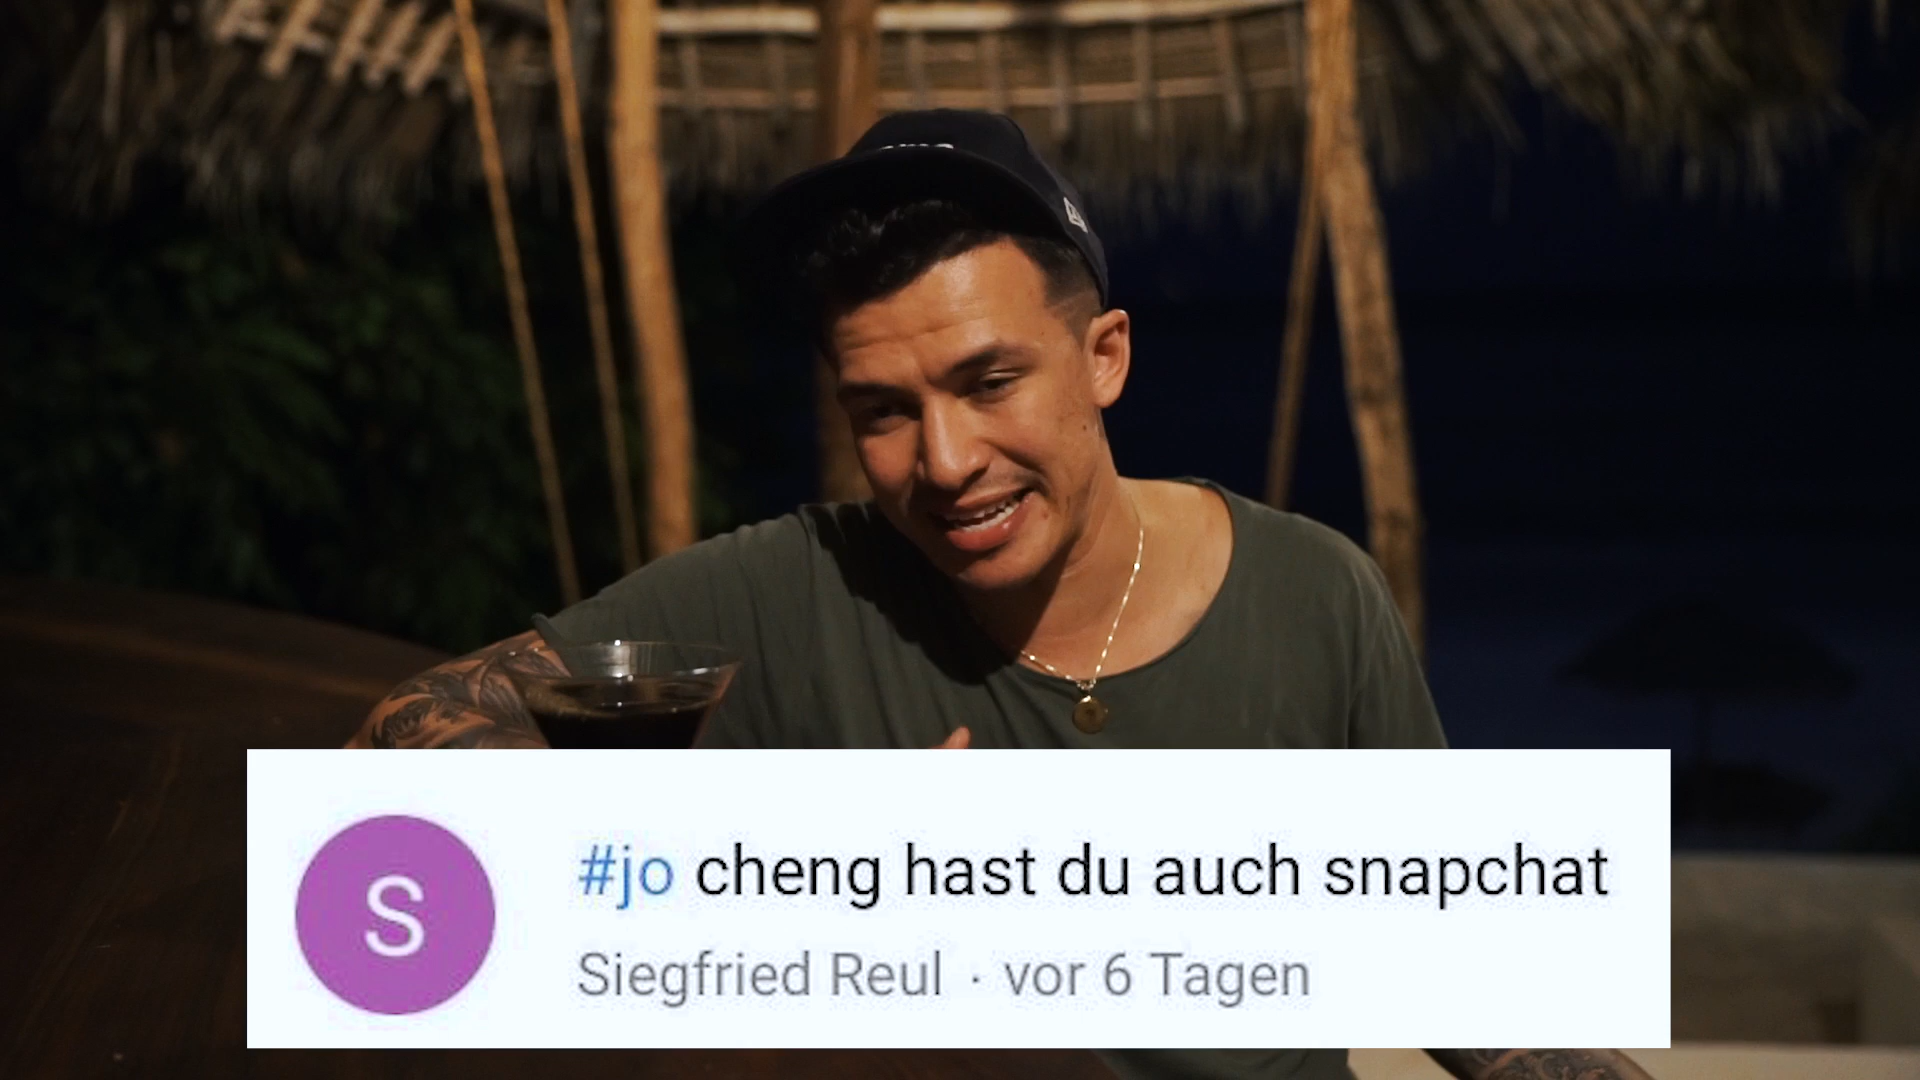 #jo cheng hast du auch snapchat
Siegfried Reul · vor 6 Tagen
S